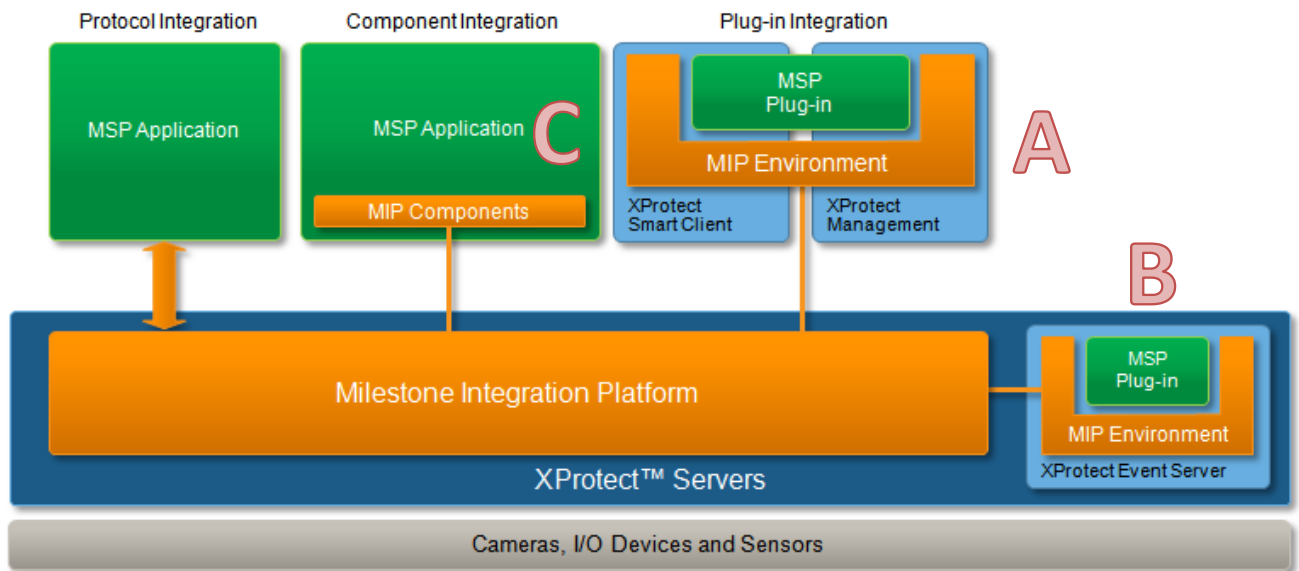 Protocol Integration
Component Integration
Plug-in Integration
MSP Application
MSP Application
MIP Components
C
MSP
Plug-in
MIP Environment
XProtect
Smart Client
XProtect
Management
A
B
Milestone Integration Platform
MSP
Plug-in
MIP Environment
XProtect Event Server
XProtect™ Servers
Cameras, I/O Devices and Sensors